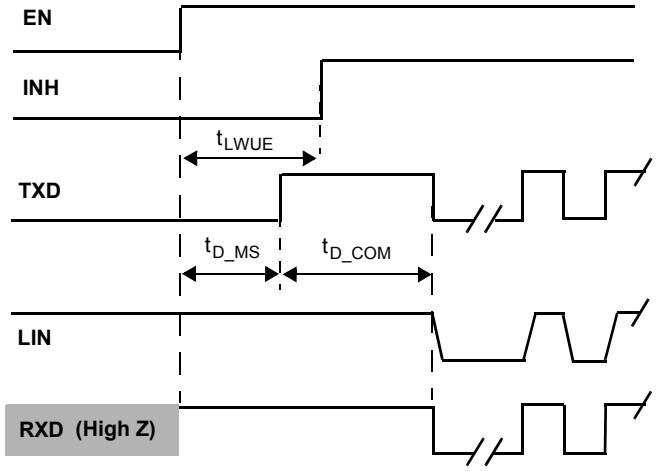 EN
INH
tLWUE
TXD
tD_MS
tD_COM
LIN
RXD (High Z)